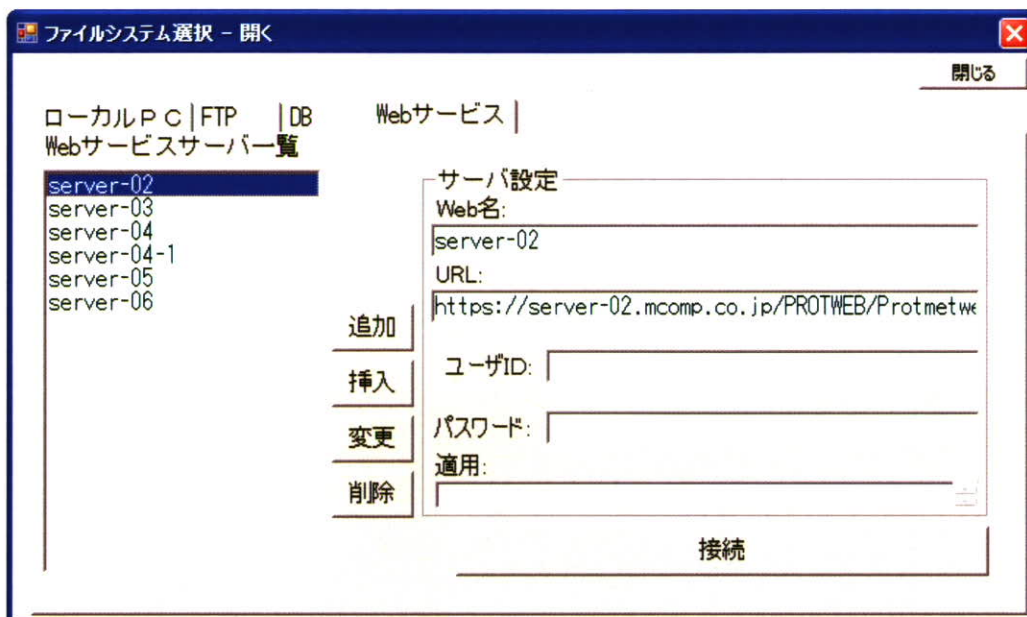 ファイルシステム選択 - 開く
閉じる
ローカルPC FTP DB Webサービス
Webサービスサーバ一覧
server-02
server-03
server-04
server-04-1
server-05
server-06
追加
挿入
変更
削除
サーバ設定
Web名:
server-02
URL:
https://server-02.mcomp.co.jp/PROTWEB/Protmetwe
ユーザID:
パスワード:
適用:
接続